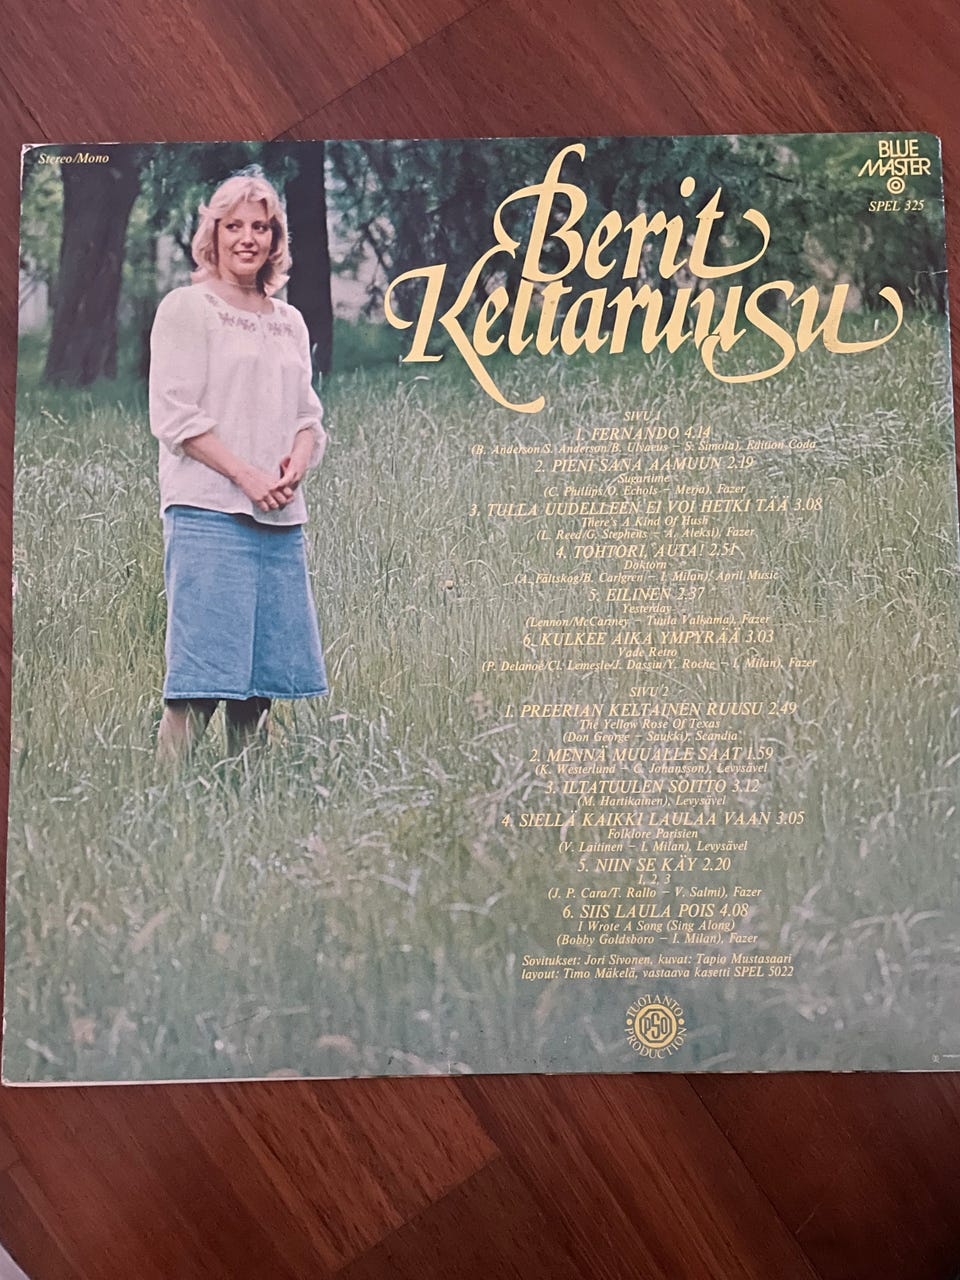 Stereo/Mono
BLUE
MASTER
SPEL 325
Berit
Keltaruusu
SIVU 1
1. FERNANDO 4.14
(B. Anderson/S. Anderson/B. Ulvaeus – S. Simola), Edition Coda
2. PIENI SANA AAMUUN 2.19
Sugartime
(C. Phillips/O. Echols – Merja), Fazer
3. TULLA UUDELLEEN EI VOI HETKI TÄÄ 3.08
There's A Kind Of Hush
(L. Reed/G. Stephens – A. Aleksi), Fazer
4. TOHTORI, AUTA! 2.51
Doktorn
(A. Fältskog/B. Carlgren – I. Milan), April Music
5. EILINEN 2.37
Yesterday
(Lennon/McCartney – Tuula Valkama), Fazer
6. KULKEE AIKA YMPYRÄÄ 3.03
Vade Retro
(P. Delanoë/Cl. Lemesle/J. Dassin/Y. Roche – I. Milan), Fazer
SIVU 2
1. PREERIAN KELTAINEN RUUSU 2.49
The Yellow Rose Of Texas
(Don George – Saukki), Scandia
2. MENNÄ MUUALLE SAAT 1.59
(K. Westerlund – C. Johansson), Levysävel
3. ILTATUULEN SOITTO 3.12
(M. Hartikainen), Levysävel
4. SIELLÄ KAIKKI LAULAA VAAN 3.05
Folklore Parisien
(V. Laitinen – I. Milan), Levysävel
5. NIIN SE KÄY 2.20
1, 2, 3
(J. P. Cara/T. Rallo – V. Salmi), Fazer
6. SIIS LAULA POIS 4.08
I Wrote A Song (Sing Along)
(Bobby Goldsboro – I. Milan), Fazer
Sovitukset: Jori Sivonen, kuvat: Tapio Mustasaari
layout: Timo Mäkelä, vastaava kasetti SPEL 5022
TUOTANTO
PSO
PRODUCTION